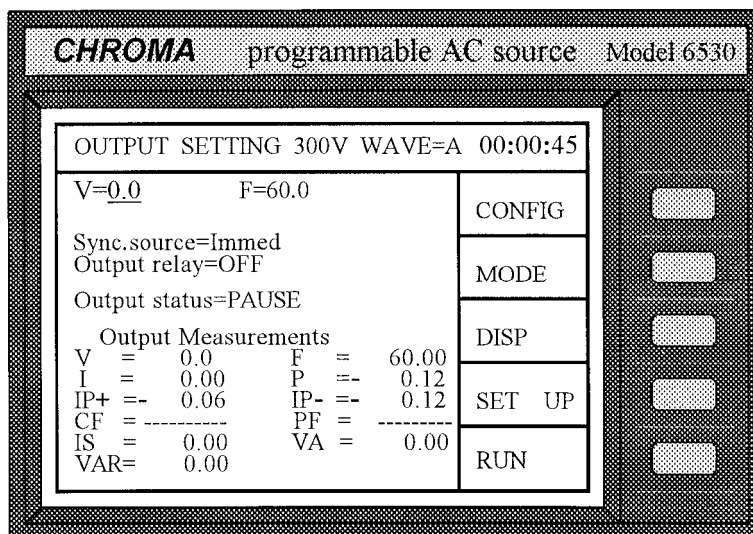 CHROMA programmable AC source Model 6530
OUTPUT SETTING 300V WAVE=A 00:00:45
V=0.0 F=60.0
CONFIG
Sync.source=Immed
Output relay=OFF
MODE
Output status=PAUSE
Output Measurements
DISP
V = 0.0 F = 60.00
I = 0.00 P =- 0.12
IP+ =- 0.06 IP- =- 0.12
SET UP
CF = ---------- PF = --------
IS = 0.00 VA = 0.00
VAR= 0.00
RUN